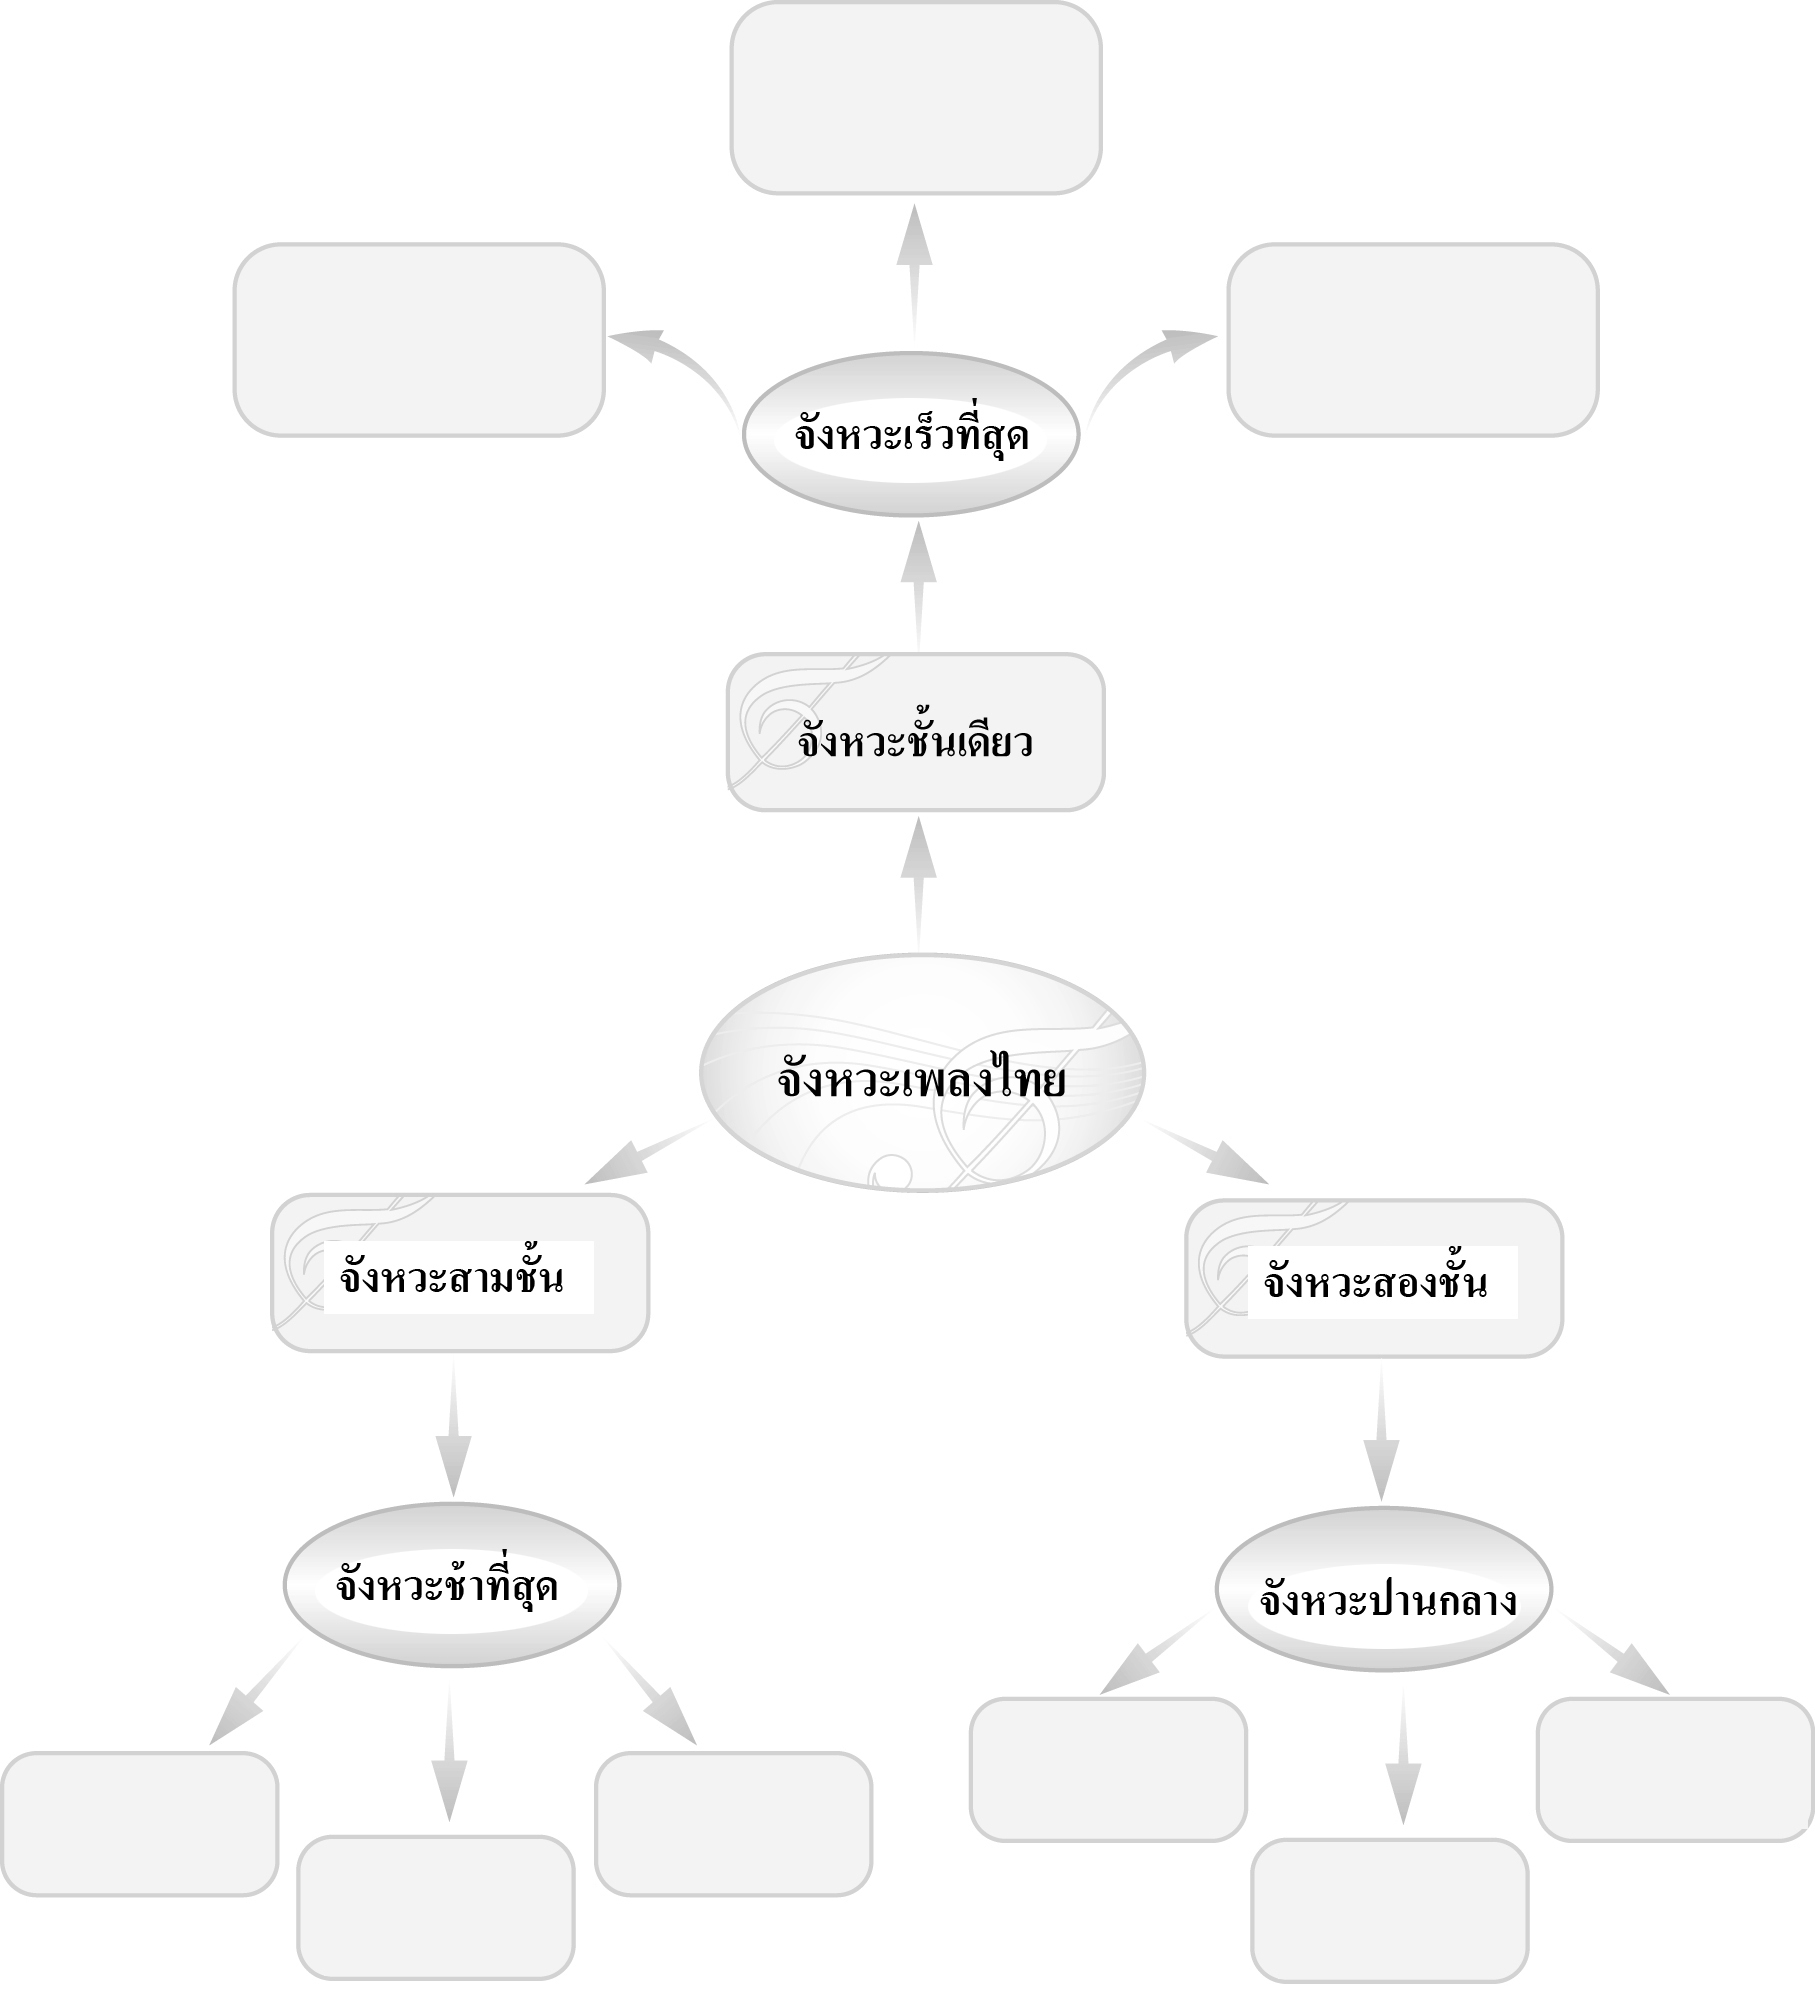 จังหวะเร็วที่สุด
จังหวะชั้นเดียว
จังหวะเพลงไทย
จังหวะสามชั้น
จังหวะสองชั้น
จังหวะช้าที่สุด
จังหวะปานกลาง